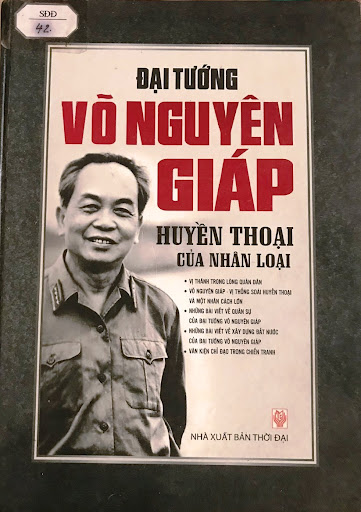 SĐĐ
42
ĐẠI TƯỚNG
VÕ NGUYÊN
GIÁP
HUYỀN THOẠI
CỦA NHÂN LOẠI
• VỊ THÁNH TRONG LÒNG QUÂN DÂN
• VÕ NGUYÊN GIÁP - VỊ THỐNG SOÁI HUYỀN THOẠI
VÀ MỘT NHÂN CÁCH LỚN
• NHỮNG BÀI VIẾT VỀ QUÂN SỰ
CỦA ĐẠI TƯỚNG VÕ NGUYÊN GIÁP
• NHỮNG BÀI VIẾT VỀ XÂY DỰNG ĐẤT NƯỚC
CỦA ĐẠI TƯỚNG VÕ NGUYÊN GIÁP
• VĂN KIỆN CHỈ ĐẠO TRONG CHIẾN TRANH
NHÀ XUẤT BẢN THỜI ĐẠI